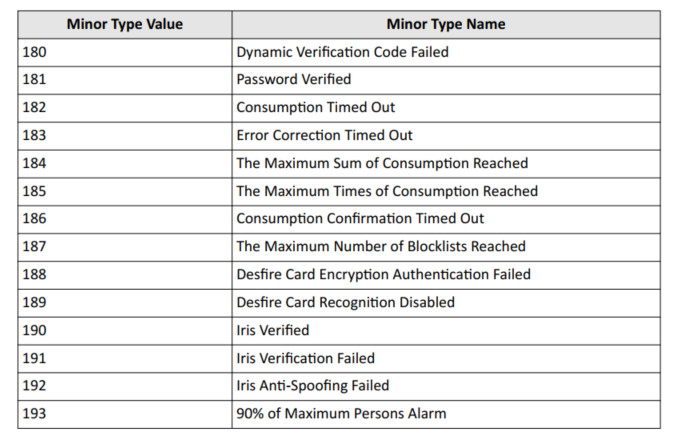 Minor Type Value Minor Type Name
180 Dynamic Verification Code Failed
181 Password Verified
182 Consumption Timed Out
183 Error Correction Timed Out
184 The Maximum Sum of Consumption Reached
185 The Maximum Times of Consumption Reached
186 Consumption Confirmation Timed Out
187 The Maximum Number of Blocklists Reached
188 Desfire Card Encryption Authentication Failed
189 Desfire Card Recognition Disabled
190 Iris Verified
191 Iris Verification Failed
192 Iris Anti-Spoofing Failed
193 90% of Maximum Persons Alarm